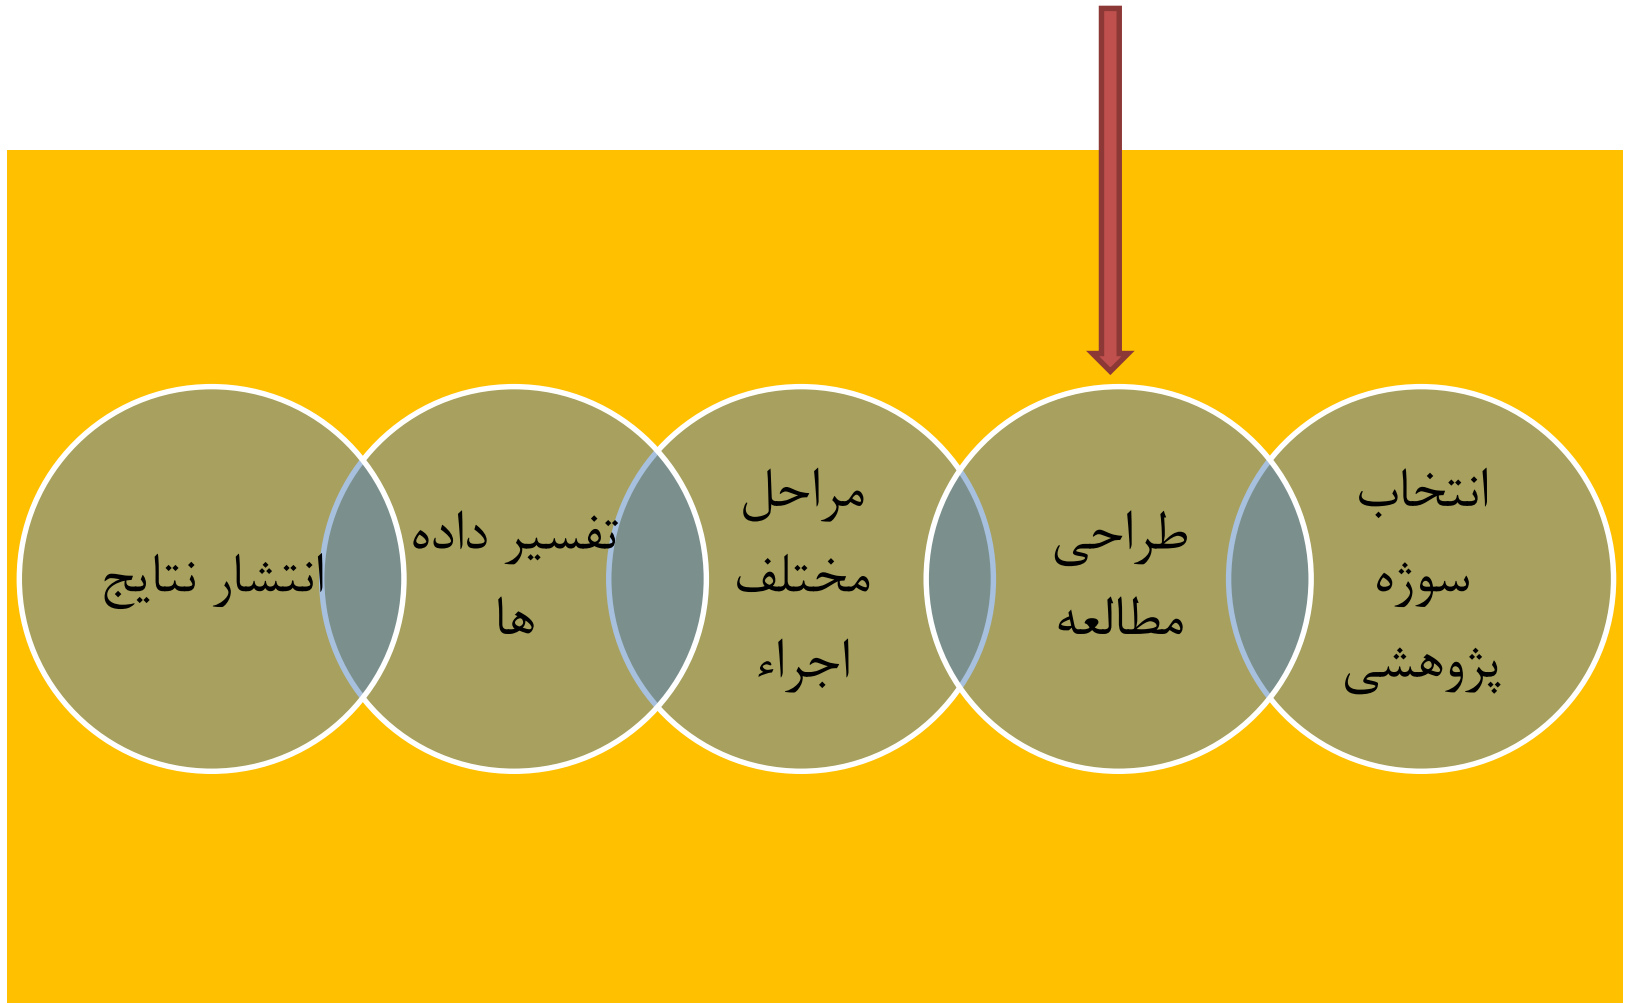 انتخاب
سوژه
پژوهشی
طراحی
مطالعه
مراحل
مختلف
اجراء
تفسیر داده
ها
انتشار نتایج